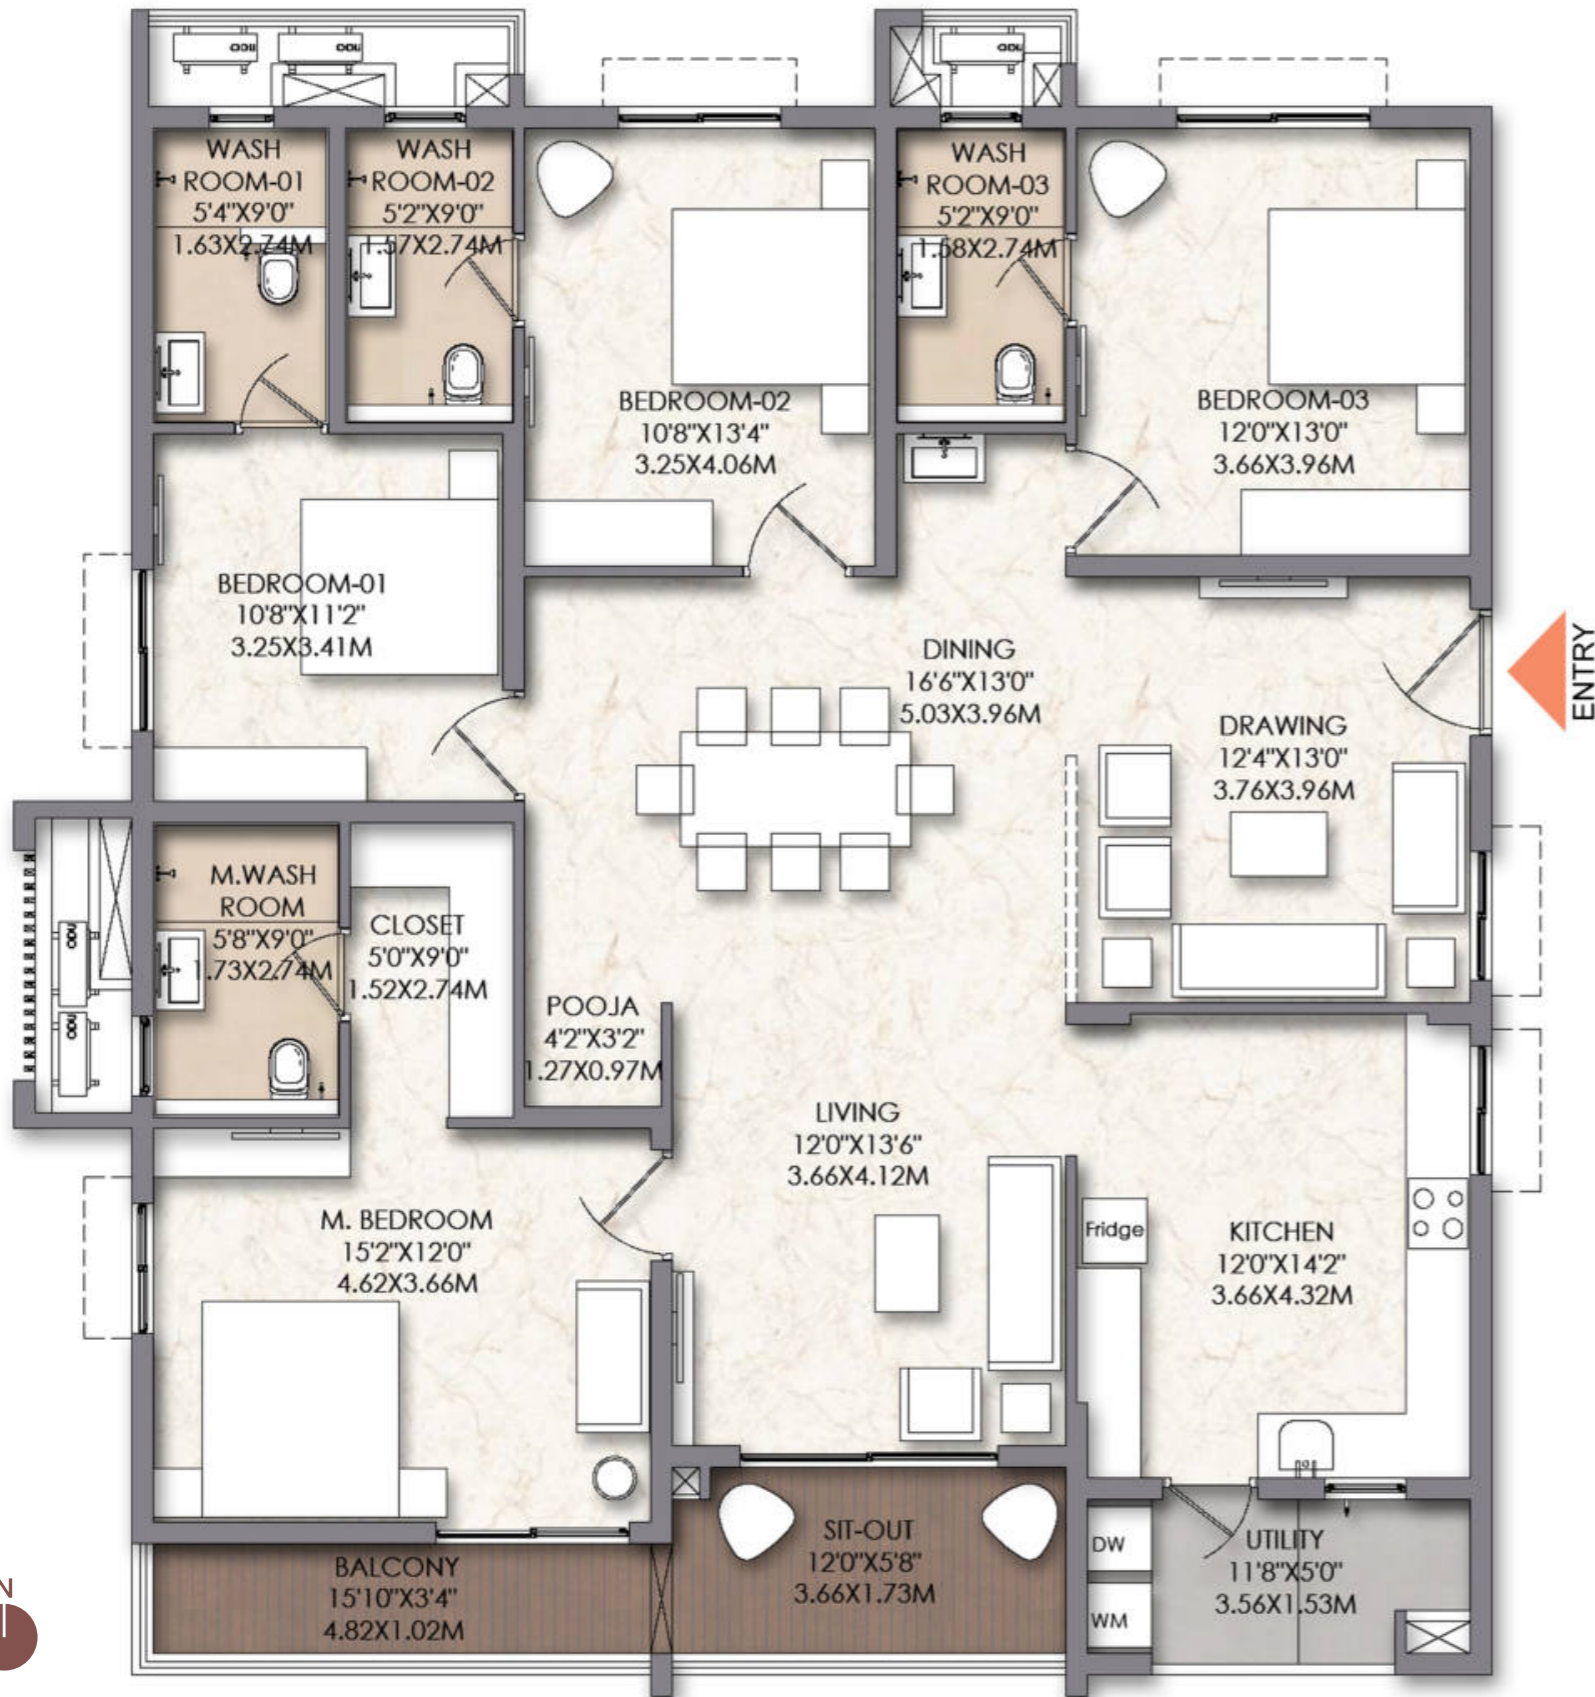 WASH
ROOM-01
5'4"X9'0"
1.63X2.74M
WASH
ROOM-02
5'2"X9'0"
1.57X2.74M
WASH
ROOM-03
5'2"X9'0"
1.58X2.74M
BEDROOM-02
10'8"X13'4"
3.25X4.06M
BEDROOM-03
12'0"X13'0"
3.66X3.96M
BEDROOM-01
10'8"X11'2"
3.25X3.41M
DINING
16'6"X13'0"
5.03X3.96M
ENTRY
DRAWING
12'4"X13'0"
3.76X3.96M
M.WASH
ROOM
5'8"X9'0"
1.73X2.74M
CLOSET
5'0"X9'0"
1.52X2.74M
POOJA
4'2"X3'2"
1.27X0.97M
LIVING
12'0"X13'6"
3.66X4.12M
M. BEDROOM
15'2"X12'0"
4.62X3.66M
Fridge
KITCHEN
12'0"X14'2"
3.66X4.32M
SIT-OUT
12'0"X5'8"
3.66X1.73M
DW
UTILITY
11'8"X5'0"
3.56X1.53M
WM
BALCONY
15'10"X3'4"
4.82X1.02M
N